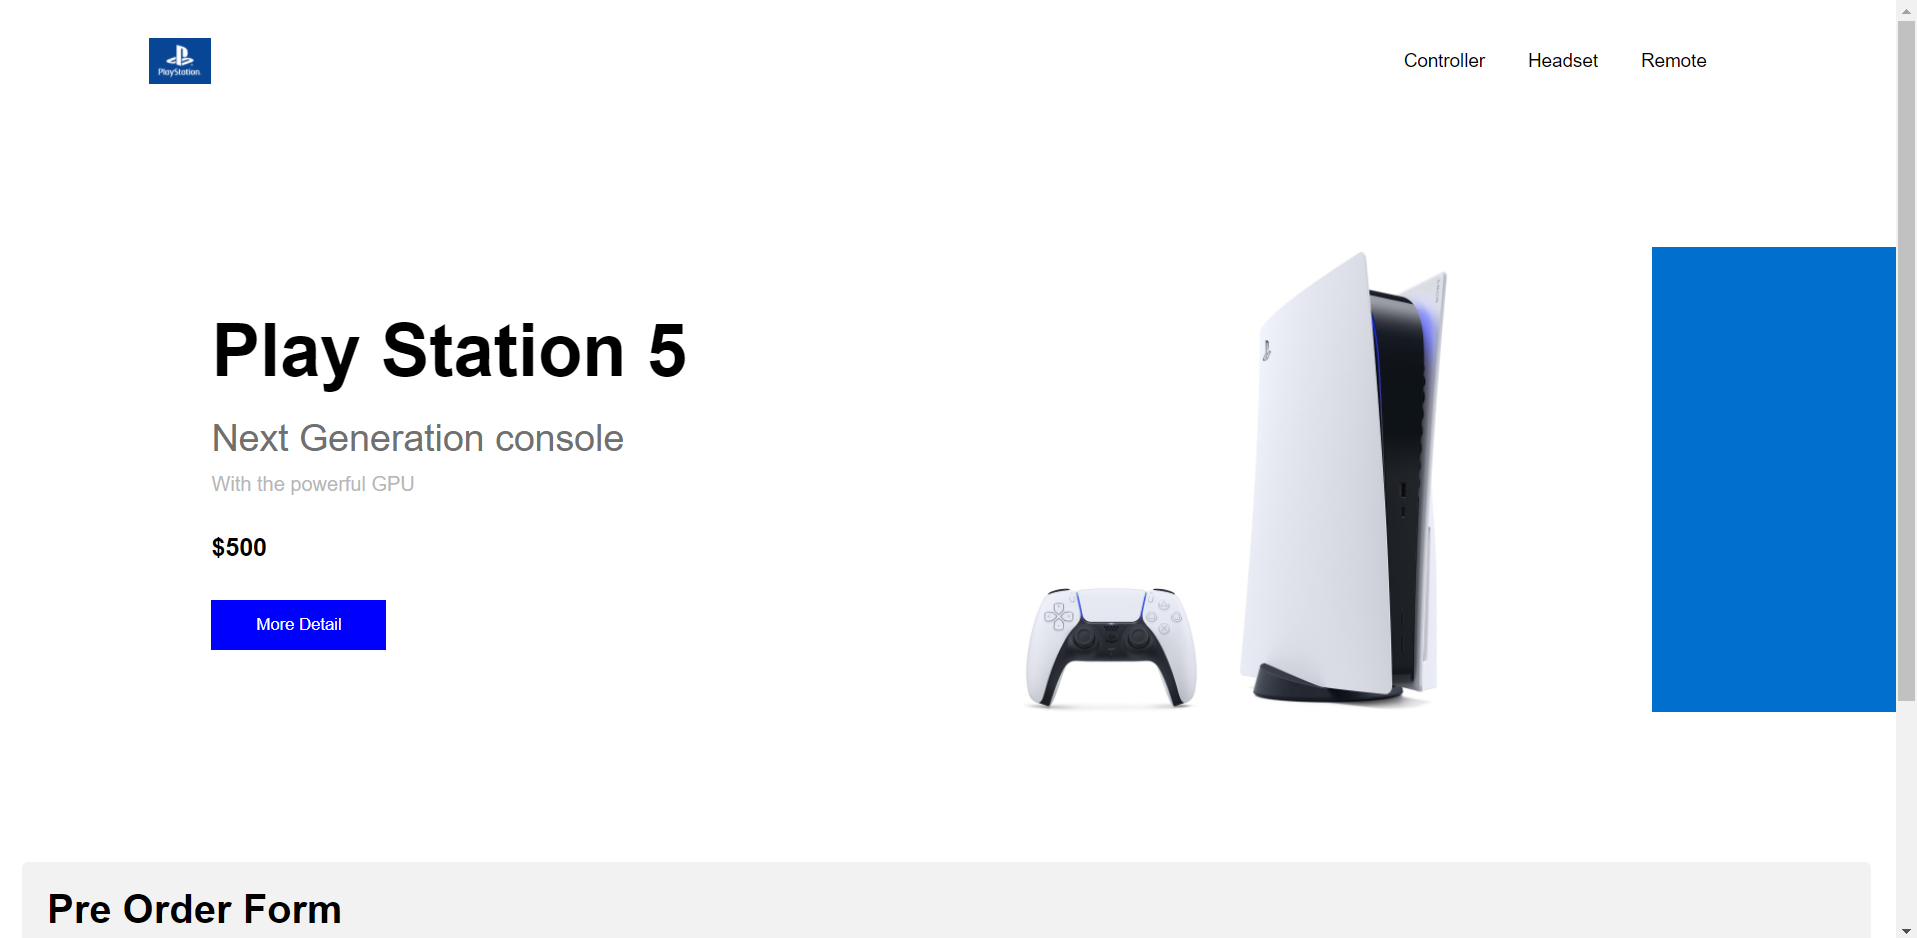 PlayStation
Controller Headset Remote
Play Station 5
Next Generation console
With the powerful GPU
$500
More Detail
Pre Order Form